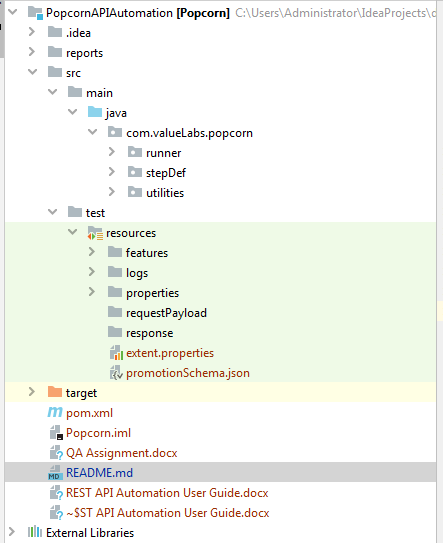 PopcornAPIAutomation [Popcorn] C:\Users\Administrator\IdeaProjects\
.idea
reports
src
main
java
com.valueLabs.popcorn
runner
stepDef
utilities
test
resources
features
logs
properties
requestPayload
response
extent.properties
promotionSchema.json
target
pom.xml
Popcorn.iml
QA Assignment.docx
README.md
REST API Automation User Guide.docx
~$ST API Automation User Guide.docx
External Libraries